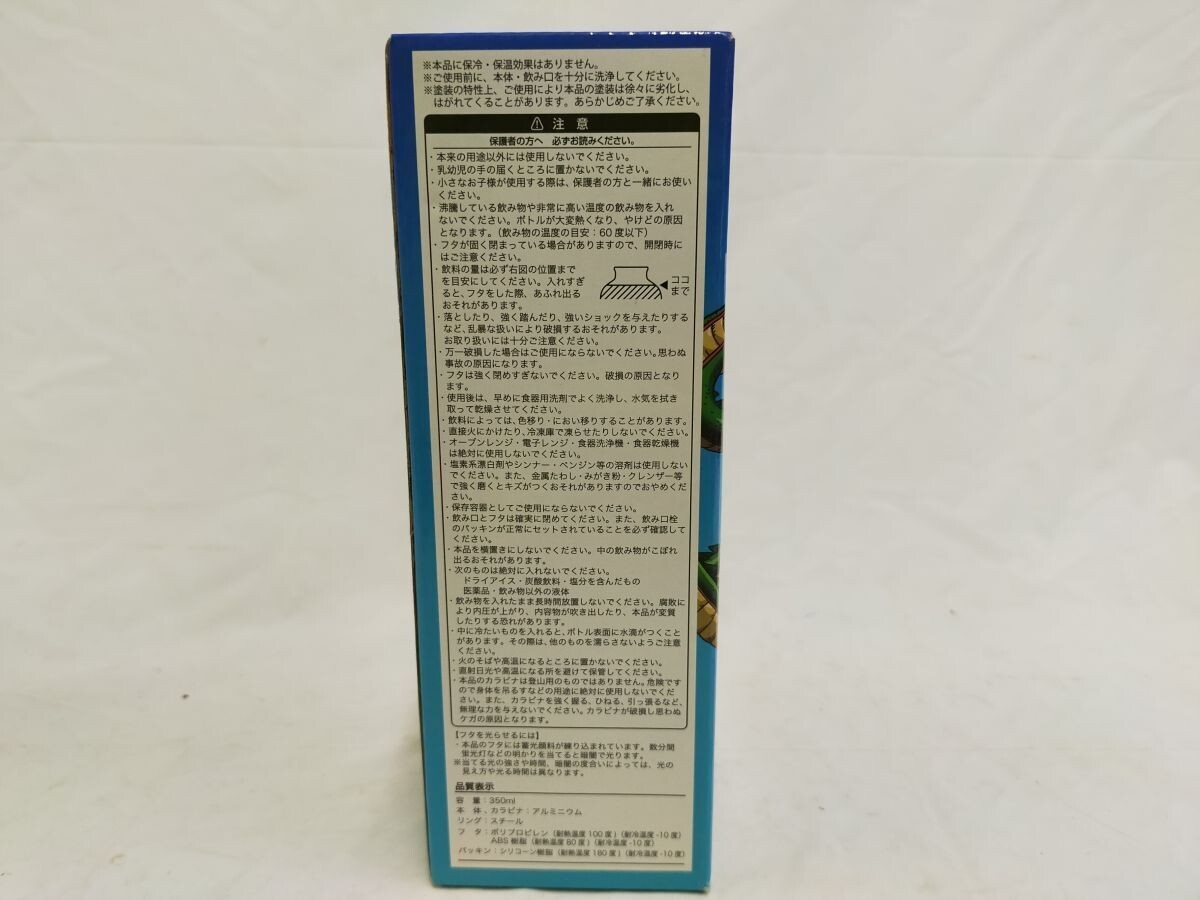 ※本品に保冷・保温効果はありません。
※ご使用前に、本体・飲み口を十分に洗浄してください。
※塗装の特性上、ご使用により本品の塗装は徐々に劣化し、
はがれてくることがあります。あらかじめご了承ください。
⚠ 注 意
保護者の方へ 必ずお読みください。
・本来の用途以外には使用しないでください。
・乳幼児の手の届くところに置かないでください。
・小さなお子様が使用する際は、保護者の方と一緒にお使い
ください。
・沸騰している飲み物や非常に高い温度の飲み物を入れ
ないでください。ボトルが大変熱くなり、やけどの原因
となります。（飲み物の温度の目安：60度以下）
・フタが固く閉まっている場合がありますので、開閉時に
はご注意ください。
・飲料の量は必ず右図の位置まで
を目安にしてください。入れすぎ
ると、フタをした際、あふれ出る
おそれがあります。
ココ
まで
・落としたり、強く踏んだり、強いショックを与えたりする
など、乱暴な扱いにより破損するおそれがあります。
お取り扱いには十分ご注意ください。
・万一破損した場合はご使用にならないでください。思わぬ
事故の原因になります。
・フタは強く閉めすぎないでください。破損の原因となり
ます。
・使用後は、早めに食器用洗剤でよく洗浄し、水気を拭き
取って乾燥させてください。
・飲料によっては、色移り・におい移りすることがあります。
・直接火にかけたり、冷凍庫で凍らせたりしないでください。
・オーブンレンジ・電子レンジ・食器洗浄機・食器乾燥機
は絶対に使用しないでください。
・塩素系漂白剤やシンナー・ベンジン等の溶剤は使用しない
でください。また、金属たわし・みがき粉・クレンザー等
で強く磨くとキズがつくおそれがありますのでおやめくだ
さい。
・保存容器としてご使用にならないでください。
・飲み口とフタは確実に閉めてください。また、飲み口栓
のパッキンが正常にセットされていることを必ず確認して
ください。
・本品を横置きにしないでください。中の飲み物がこぼれ
出るおそれがあります。
・次のものは絶対に入れないでください。
ドライアイス・炭酸飲料・塩分を含んだもの
医薬品・飲み物以外の液体
・飲み物を入れたまま長時間放置しないでください。腐敗に
より内圧が上がり、内容物が吹き出したり、本品が変質
したりする恐れがあります。
・中に冷たいものを入れると、ボトル表面に水滴がつくこと
があります。その際は、他のものを濡らさないようご注意
ください。
・火のそばや高温になるところに置かないでください。
・直射日光や高温になる所を避けて保管してください。
・本品のカラビナは登山用のものではありません。危険です
ので身体を吊るすなどの用途に絶対に使用しないでくだ
さい。また、カラビナを強く握る、ひねる、引っ張るなど、
無理な力を与えないでください。カラビナが破損し思わぬ
ケガの原因となります。
【フタを光らせるには】
・本品のフタには蓄光顔料が練り込まれています。数分間
蛍光灯などの明かりを当てると暗闇で光ります。
※当てる光の強さや時間、暗闇の度合いによっては、光の
見え方や光る時間は異なります。
品質表示
容 量：350ml
本 体 、カラビナ：アルミニウム
リング：スチール
フ タ：ポリプロピレン（耐熱温度100度）（耐冷温度-10度）
ABS樹脂（耐熱温度80度）（耐冷温度-10度）
パッキン：シリコーン樹脂（耐熱温度180度）（耐冷温度-10度）